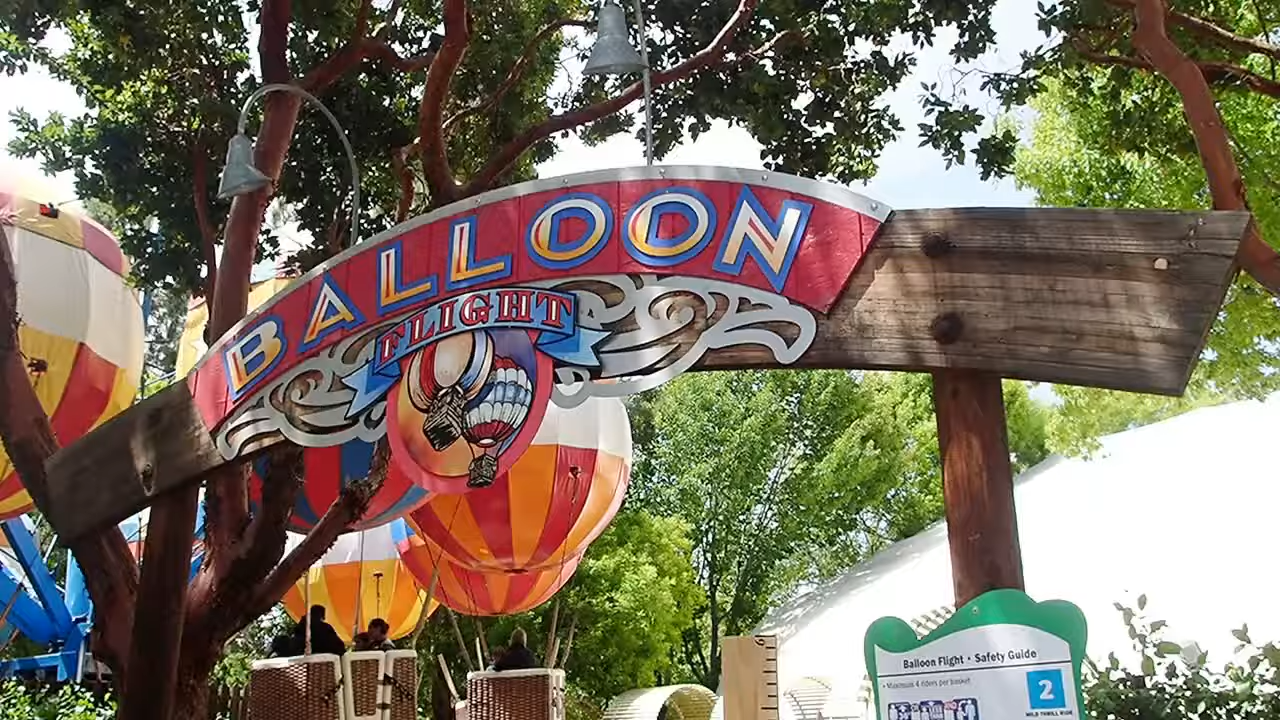 BALLOON
FLIGHT
Balloon Flight • Safety Guide
• Maximum 4 riders per basket
2
MILD THRILL RIDE